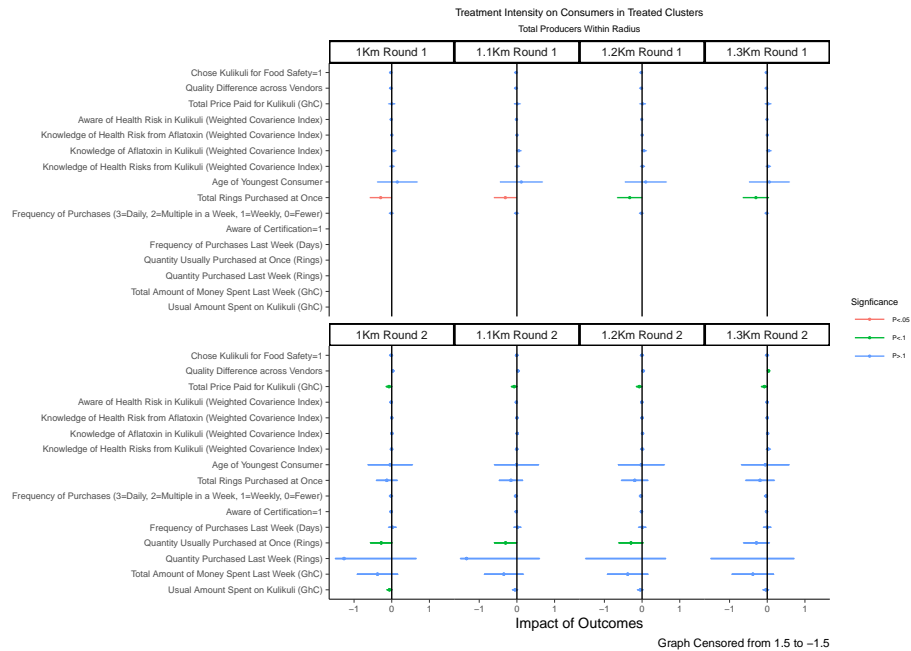 Treatment Intensity on Consumers in Treated Clusters
Total Producers Within Radius
1Km Round 1
1.1Km Round 1
1.2Km Round 1
1.3Km Round 1
Chose Kulikuli for Food Safety=1
Quality Difference across Vendors
Total Price Paid for Kulikuli (GhC)
Aware of Health Risk in Kulikuli (Weighted Covarience Index)
Knowledge of Health Risk from Aflatoxin (Weighted Covarience Index)
Knowledge of Aflatoxin in Kulikuli (Weighted Covarience Index)
Knowledge of Health Risks from Kulikuli (Weighted Covarience Index)
Age of Youngest Consumer
Total Rings Purchased at Once
Frequency of Purchases (3=Daily, 2=Multiple in a Week, 1=Weekly, 0=Fewer)
Aware of Certification=1
Frequency of Purchases Last Week (Days)
Quantity Usually Purchased at Once (Rings)
Quantity Purchased Last Week (Rings)
Total Amount of Money Spent Last Week (GhC)
Usual Amount Spent on Kulikuli (GhC)
Signficance
P<.05
P<.1
P>.1
1Km Round 2
1.1Km Round 2
1.2Km Round 2
1.3Km Round 2
Chose Kulikuli for Food Safety=1
Quality Difference across Vendors
Total Price Paid for Kulikuli (GhC)
Aware of Health Risk in Kulikuli (Weighted Covarience Index)
Knowledge of Health Risk from Aflatoxin (Weighted Covarience Index)
Knowledge of Aflatoxin in Kulikuli (Weighted Covarience Index)
Knowledge of Health Risks from Kulikuli (Weighted Covarience Index)
Age of Youngest Consumer
Total Rings Purchased at Once
Frequency of Purchases (3=Daily, 2=Multiple in a Week, 1=Weekly, 0=Fewer)
Aware of Certification=1
Frequency of Purchases Last Week (Days)
Quantity Usually Purchased at Once (Rings)
Quantity Purchased Last Week (Rings)
Total Amount of Money Spent Last Week (GhC)
Usual Amount Spent on Kulikuli (GhC)
−1 0 1 −1 0 1 −1 0 1 −1 0 1
Impact of Outcomes
Graph Censored from 1.5 to −1.5